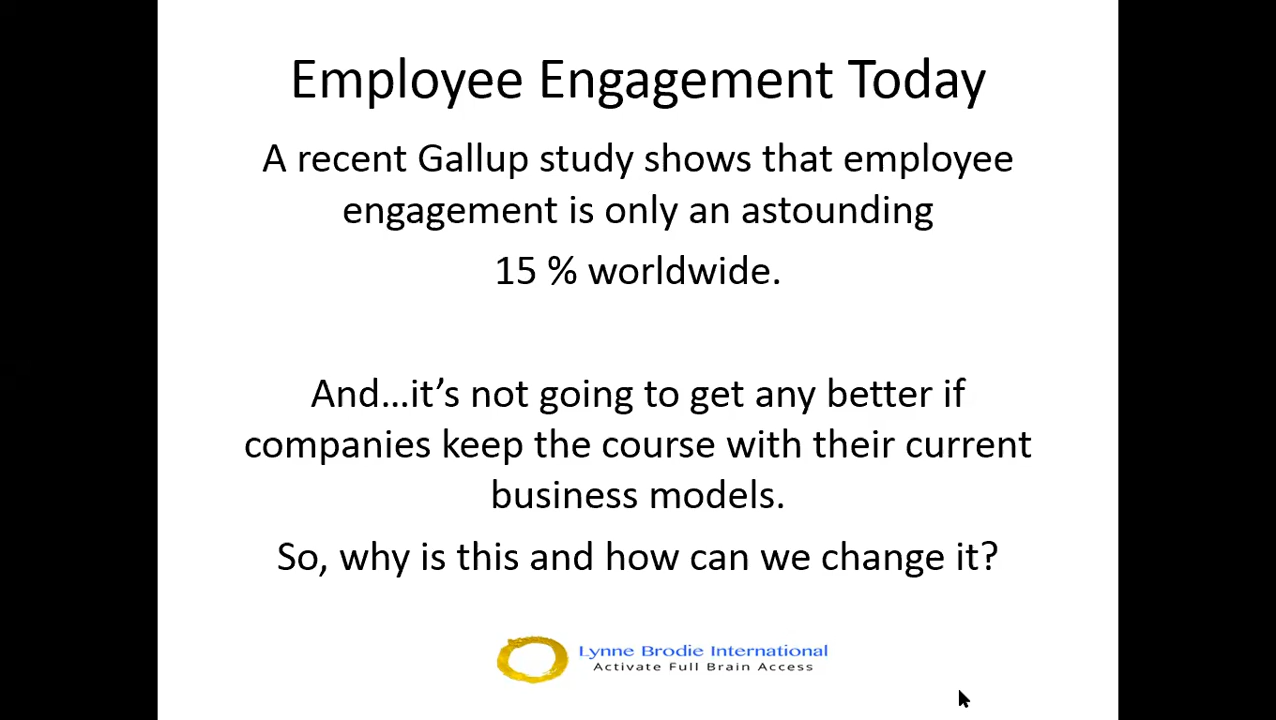 Employee Engagement Today
A recent Gallup study shows that employee
engagement is only an astounding
15 % worldwide.
And...it’s not going to get any better if
companies keep the course with their current
business models.
So, why is this and how can we change it?
Lynne Brodie International
Activate Full Brain Access